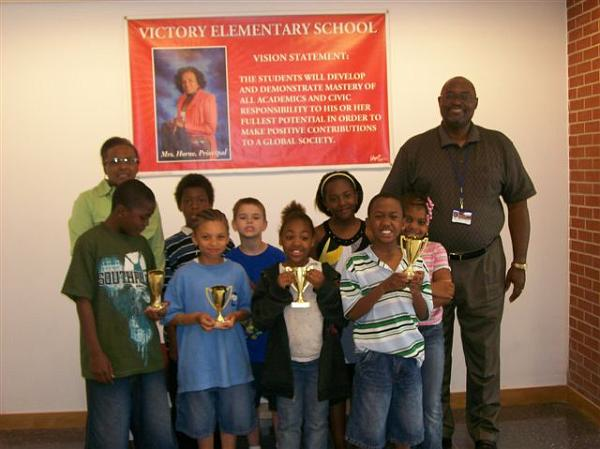 VICTORY ELEMENTARY SCHOOL
VISION STATEMENT:
THE STUDENTS WILL DEVELOP
AND DEMONSTRATE MASTERY OF
ALL ACADEMICS AND CIVIC
RESPONSIBILITY TO HIS OR HER
FULLEST POTENTIAL IN ORDER TO
MAKE POSITIVE CONTRIBUTIONS
TO A GLOBAL SOCIETY.
Mrs. Horne, Principal